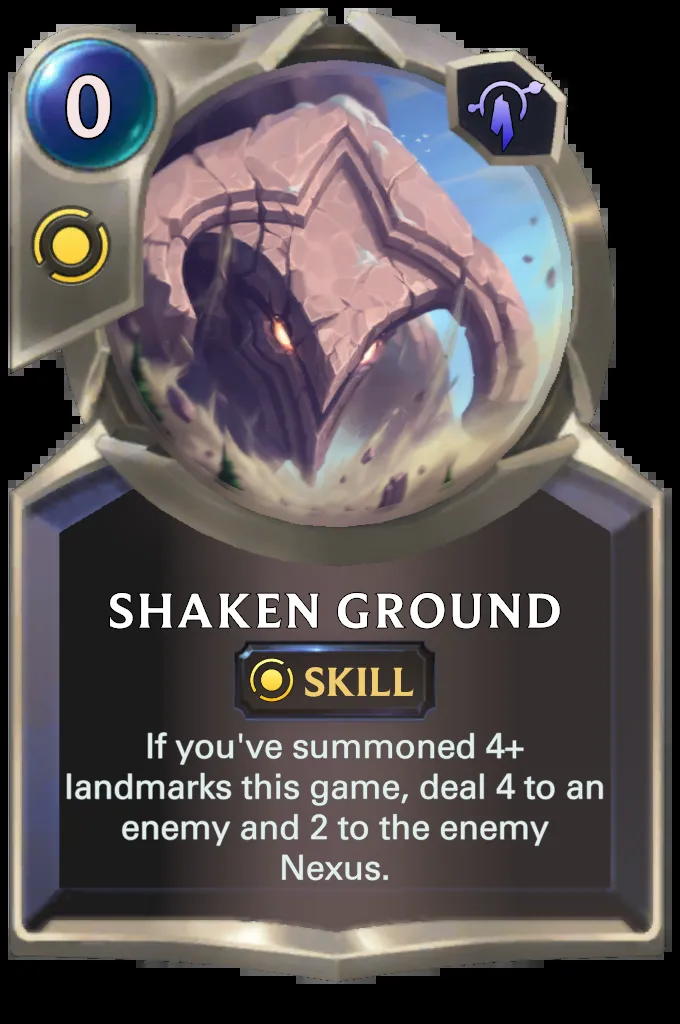 0
SHAKEN GROUND
SKILL
If you've summoned 4+
landmarks this game, deal 4 to an
enemy and 2 to the enemy
Nexus.